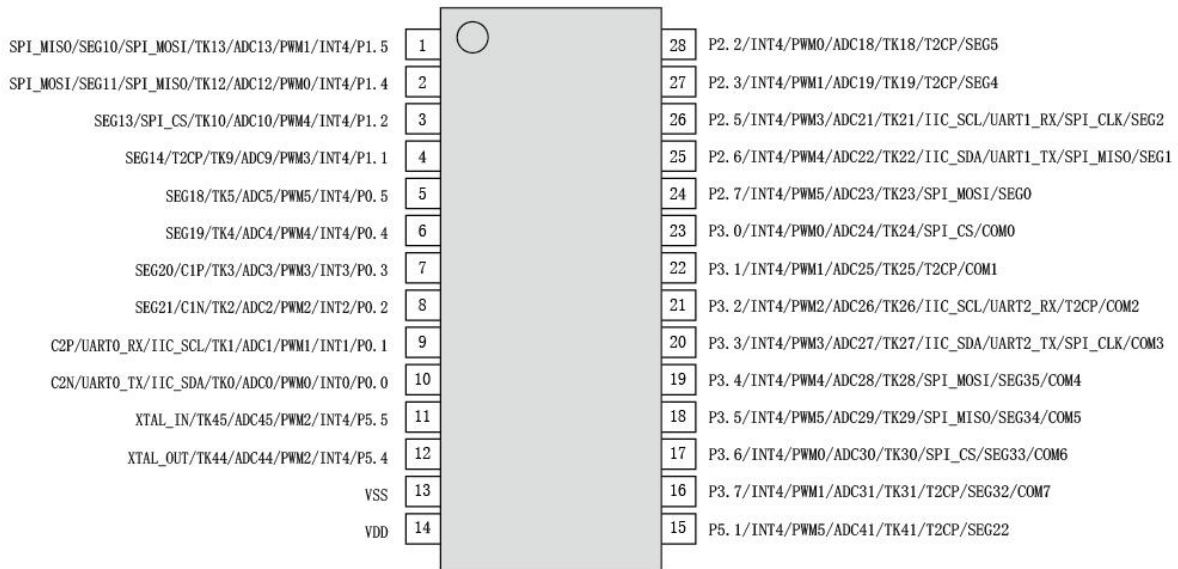 SPI_MISO/SEG10/SPI_MOSI/TK13/ADC13/PWM1/INT4/P1.5 1 28 P2.2/INT4/PWM0/ADC18/TK18/T2CP/SEG5
SPI_MOSI/SEG11/SPI_MISO/TK12/ADC12/PWM0/INT4/P1.4 2 27 P2.3/INT4/PWM1/ADC19/TK19/T2CP/SEG4
SEG13/SPI_CS/TK10/ADC10/PWM4/INT4/P1.2 3 26 P2.5/INT4/PWM3/ADC21/TK21/IIC_SCL/UART1_RX/SPI_CLK/SEG2
SEG14/T2CP/TK9/ADC9/PWM3/INT4/P1.1 4 25 P2.6/INT4/PWM4/ADC22/TK22/IIC_SDA/UART1_TX/SPI_MISO/SEG1
SEG18/TK5/ADC5/PWM5/INT4/P0.5 5 24 P2.7/INT4/PWM5/ADC23/TK23/SPI_MOSI/SEG0
SEG19/TK4/ADC4/PWM4/INT4/P0.4 6 23 P3.0/INT4/PWM0/ADC24/TK24/SPI_CS/COM0
SEG20/C1P/TK3/ADC3/PWM3/INT3/P0.3 7 22 P3.1/INT4/PWM1/ADC25/TK25/T2CP/COM1
SEG21/C1N/TK2/ADC2/PWM2/INT2/P0.2 8 21 P3.2/INT4/PWM2/ADC26/TK26/IIC_SCL/UART2_RX/T2CP/COM2
C2P/UART0_RX/IIC_SCL/TK1/ADC1/PWM1/INT1/P0.1 9 20 P3.3/INT4/PWM3/ADC27/TK27/IIC_SDA/UART2_TX/SPI_CLK/COM3
C2N/UART0_TX/IIC_SDA/TK0/ADC0/PWM0/INT0/P0.0 10 19 P3.4/INT4/PWM4/ADC28/TK28/SPI_MOSI/SEG35/COM4
XTAL_IN/TK45/ADC45/PWM2/INT4/P5.5 11 18 P3.5/INT4/PWM5/ADC29/TK29/SPI_MISO/SEG34/COM5
XTAL_OUT/TK44/ADC44/PWM2/INT4/P5.4 12 17 P3.6/INT4/PWM0/ADC30/TK30/SPI_CS/SEG33/COM6
VSS 13 16 P3.7/INT4/PWM1/ADC31/TK31/T2CP/SEG32/COM7
VDD 14 15 P5.1/INT4/PWM5/ADC41/TK41/T2CP/SEG22